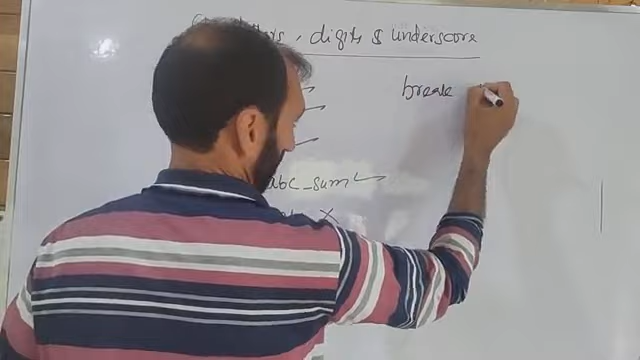 , digits & underscore
break
abc_sum ✓
×